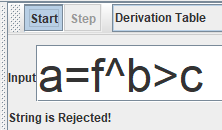 Start Step Derivation Table
Input a=f^b>c
String is Rejected!